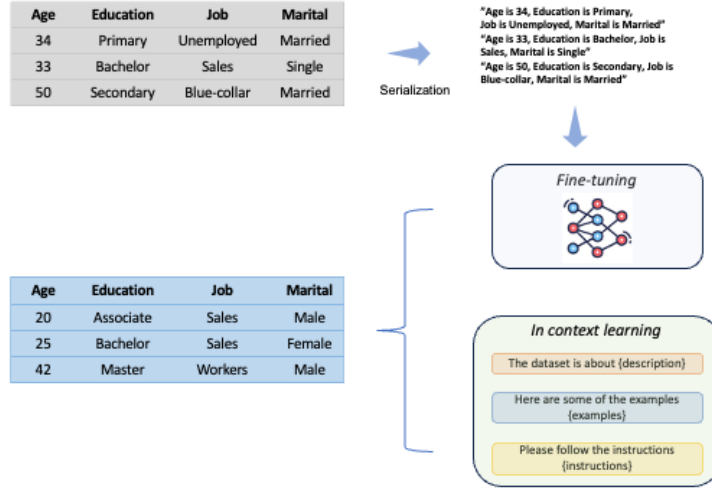 Age Education Job Marital
34 Primary Unemployed Married
33 Bachelor Sales Single
50 Secondary Blue-collar Married
Serialization
"Age is 34, Education is Primary,
Job is Unemployed, Marital is Married"
"Age is 33, Education is Bachelor, Job is
Sales, Marital is Single"
"Age is 50, Education is Secondary, Job is
Blue-collar, Marital is Married"
Fine-tuning
Age Education Job Marital
20 Associate Sales Male
25 Bachelor Sales Female
42 Master Workers Male
In context learning
The dataset is about {description}
Here are some of the examples
{examples}
Please follow the instructions
{instructions}